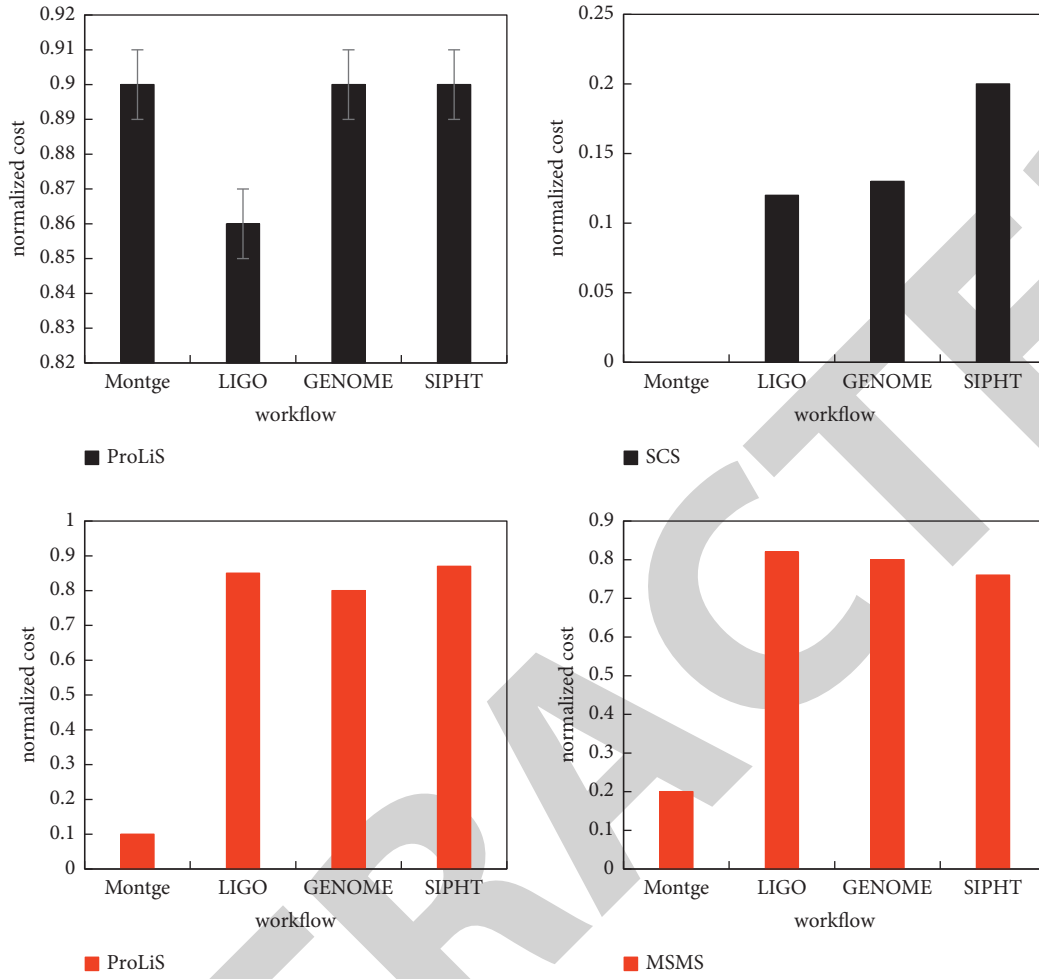 0.92
0.91
0.9
0.89
0.88
0.87
0.86
0.85
0.84
0.83
0.82
normalized cost
Montge LIGO GENOME SIPHT
workflow
ProLiS
0.25
0.2
0.15
0.1
0.05
0
normalized cost
Montge LIGO GENOME SIPHT
workflow
SCS
1
0.9
0.8
0.7
0.6
0.5
0.4
0.3
0.2
0.1
0
normalized cost
Montge LIGO GENOME SIPHT
workflow
ProLiS
0.9
0.8
0.7
0.6
0.5
0.4
0.3
0.2
0.1
0
normalized cost
Montge LIGO GENOME SIPHT
workflow
MSMS